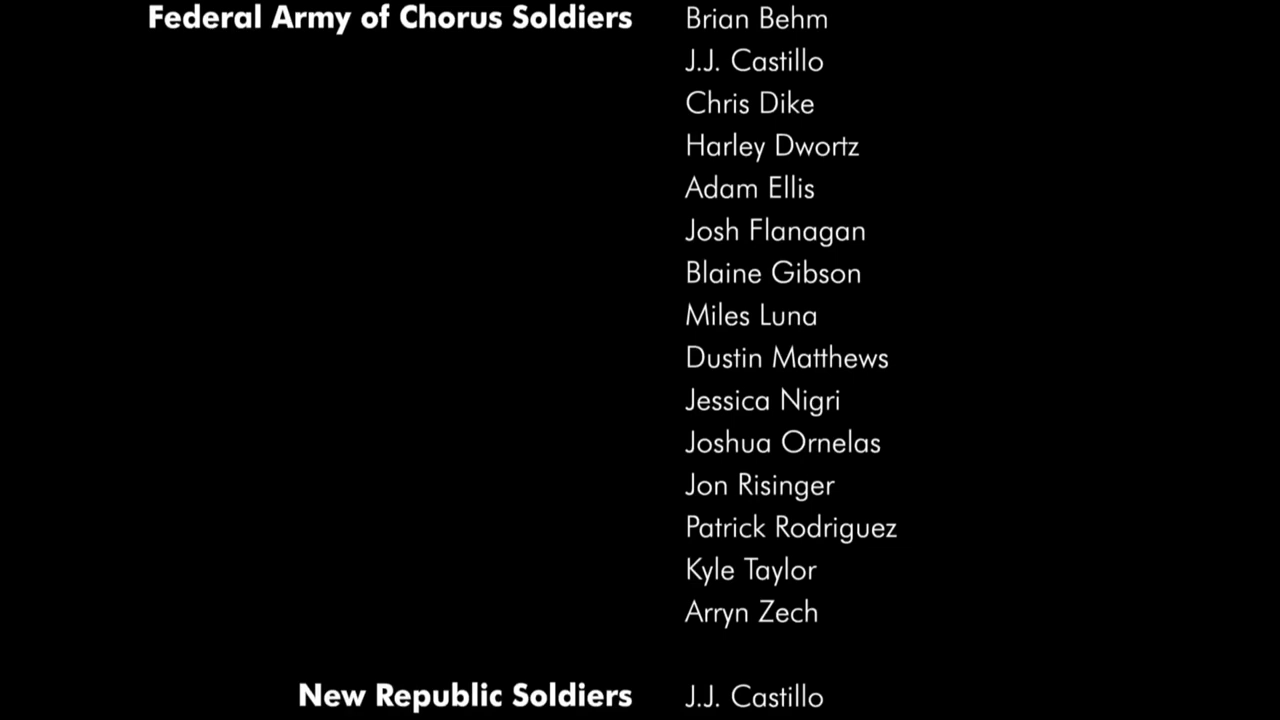 Federal Army of Chorus Soldiers Brian Behm
J.J. Castillo
Chris Dike
Harley Dwortz
Adam Ellis
Josh Flanagan
Blaine Gibson
Miles Luna
Dustin Matthews
Jessica Nigri
Joshua Ornelas
Jon Risinger
Patrick Rodriguez
Kyle Taylor
Arryn Zech
New Republic Soldiers J.J. Castillo